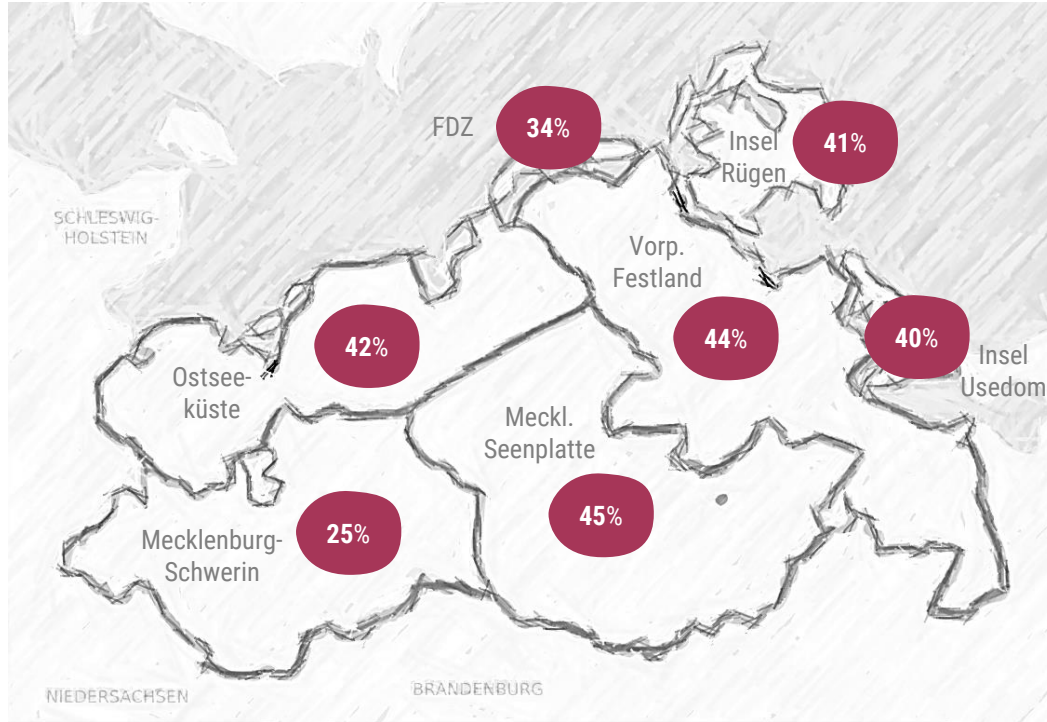 FDZ
34%
Insel
Rügen
41%
SCHLESWIG-
HOLSTEIN
Vorp.
Festland
44%
42%
40%
Insel
Usedom
Ostsee-
küste
Meckl.
Seenplatte
45%
25%
Mecklenburg-
Schwerin
NIEDERSACHSEN
BRANDENBURG